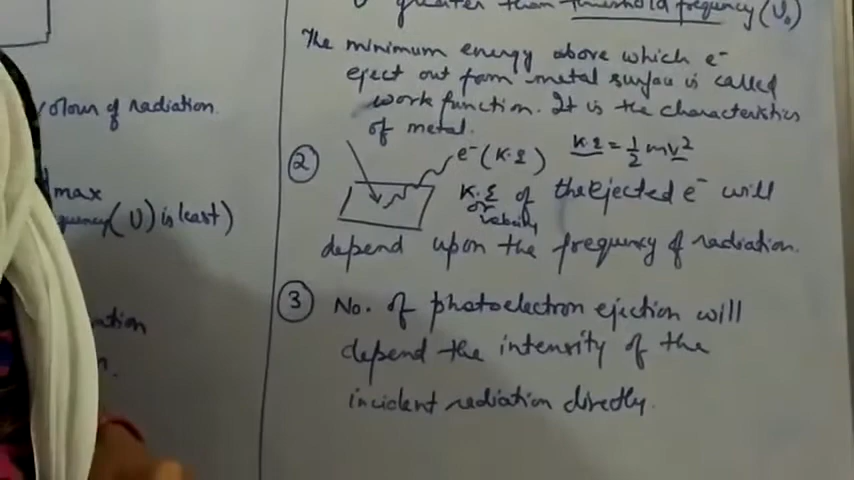 colour of radiation.
max
(υ) is least)
greater than threshold frequency (υ₀)
The minimum energy above which e⁻
eject out form metal surface is called
work function. It is the characteristics
of metal.
② e⁻ (K.E) K.E = 1/2 mv²
K.E of the ejected e⁻ will
or velocity
depend upon the frequency of radiation.
③ No. of photoelectron ejection will
depend the intensity of the
incident radiation directly.